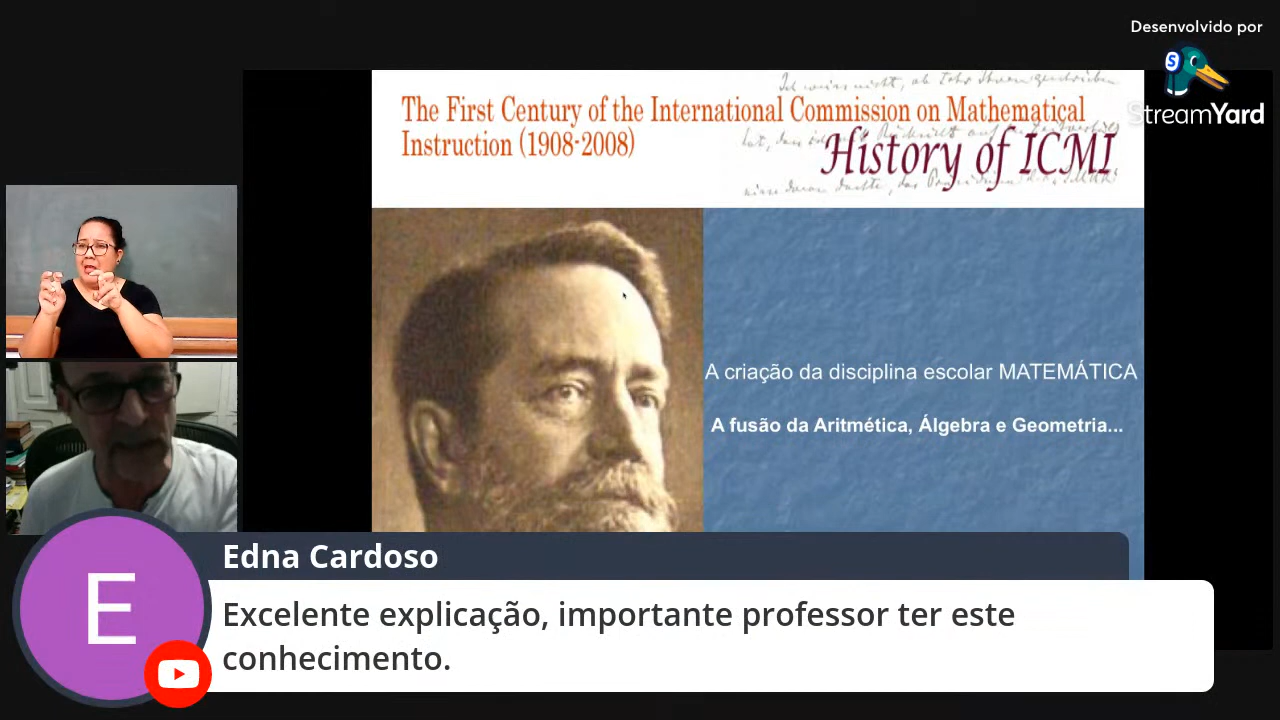 Desenvolvido por
StreamYard
The First Century of the International Commission on Mathematical
Instruction (1908-2008)
History of ICMI
A criação da disciplina escolar MATEMÁTICA
A fusão da Aritmética, Álgebra e Geometria...
E
Edna Cardoso
Excelente explicação, importante professor ter este
conhecimento.